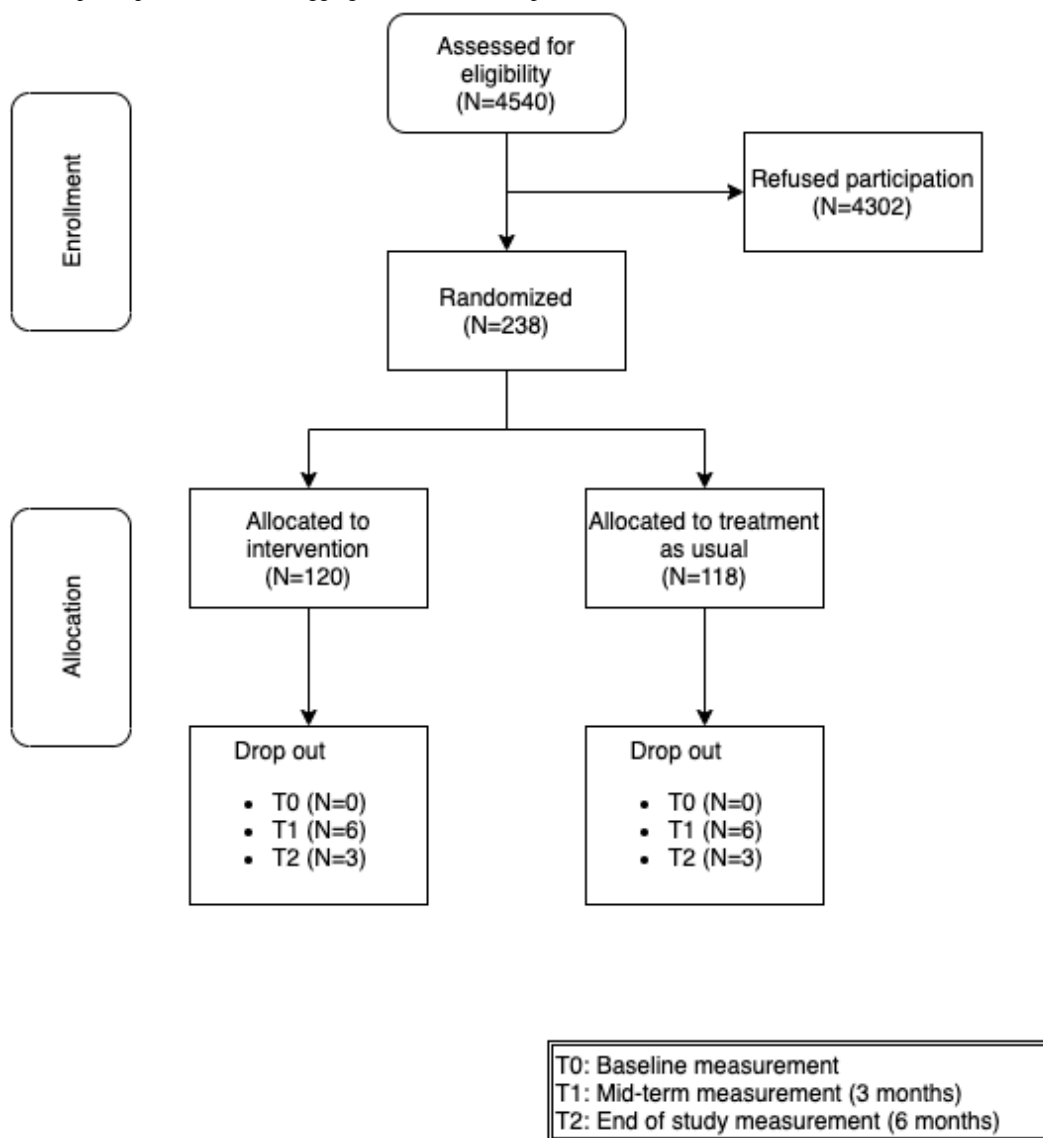 Assessed for
eligibility
(N=4540)
Enrollment
Refused participation
(N=4302)
Randomized
(N=238)
Allocated to
intervention
(N=120)
Allocated to treatment
as usual
(N=118)
Allocation
Drop out
• T0 (N=0)
• T1 (N=6)
• T2 (N=3)
Drop out
• T0 (N=0)
• T1 (N=6)
• T2 (N=3)
T0: Baseline measurement
T1: Mid-term measurement (3 months)
T2: End of study measurement (6 months)